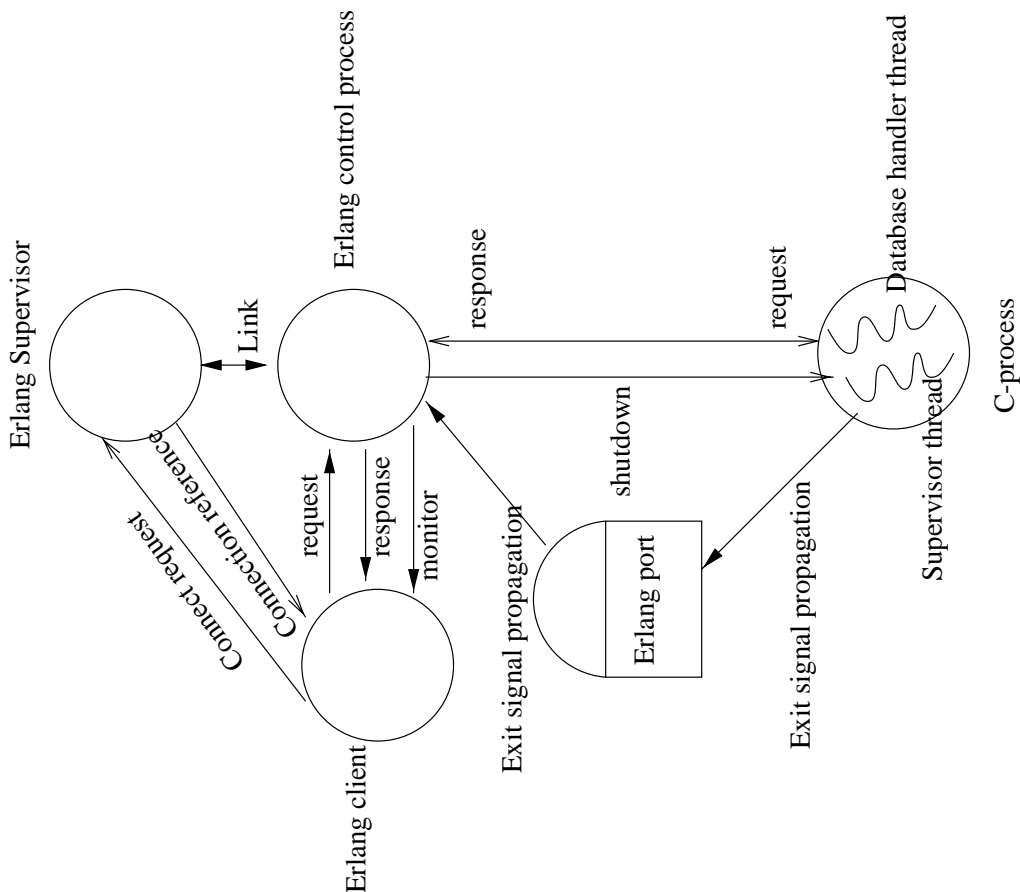 Erlang Supervisor
Link
Erlang control process
Connect request
Connection reference
request
response
monitor
Erlang client
response
request
shutdown
Exit signal propagation
Erlang port
Exit signal propagation
Database handler thread
Supervisor thread
C-process